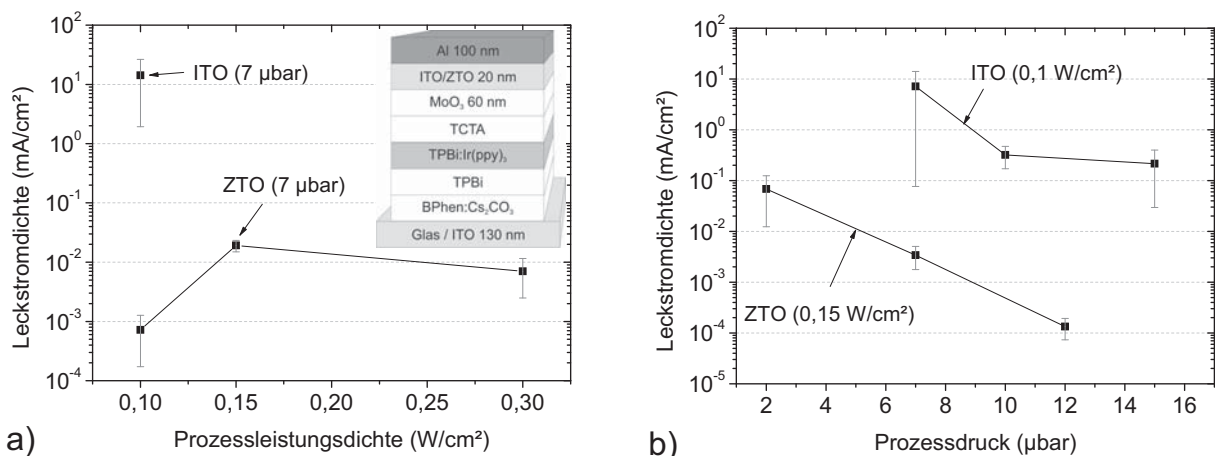 10²
10¹
10⁰
10⁻¹
10⁻²
10⁻³
10⁻⁴
Leckstromdichte (mA/cm²)
ITO (7 µbar)
ZTO (7 µbar)
Al 100 nm
ITO/ZTO 20 nm
MoO₃ 60 nm
TCTA
TPBi:Ir(ppy)₃
TPBi
BPhen:Cs₂CO₃
Glas / ITO 130 nm
0,10 0,15 0,20 0,25 0,30
Prozessleistungsdichte (W/cm²)
a)
10²
10¹
10⁰
10⁻¹
10⁻²
10⁻³
10⁻⁴
10⁻⁵
Leckstromdichte (mA/cm²)
ITO (0,1 W/cm²)
ZTO (0,15 W/cm²)
2 4 6 8 10 12 14 16
Prozessdruck (µbar)
b)